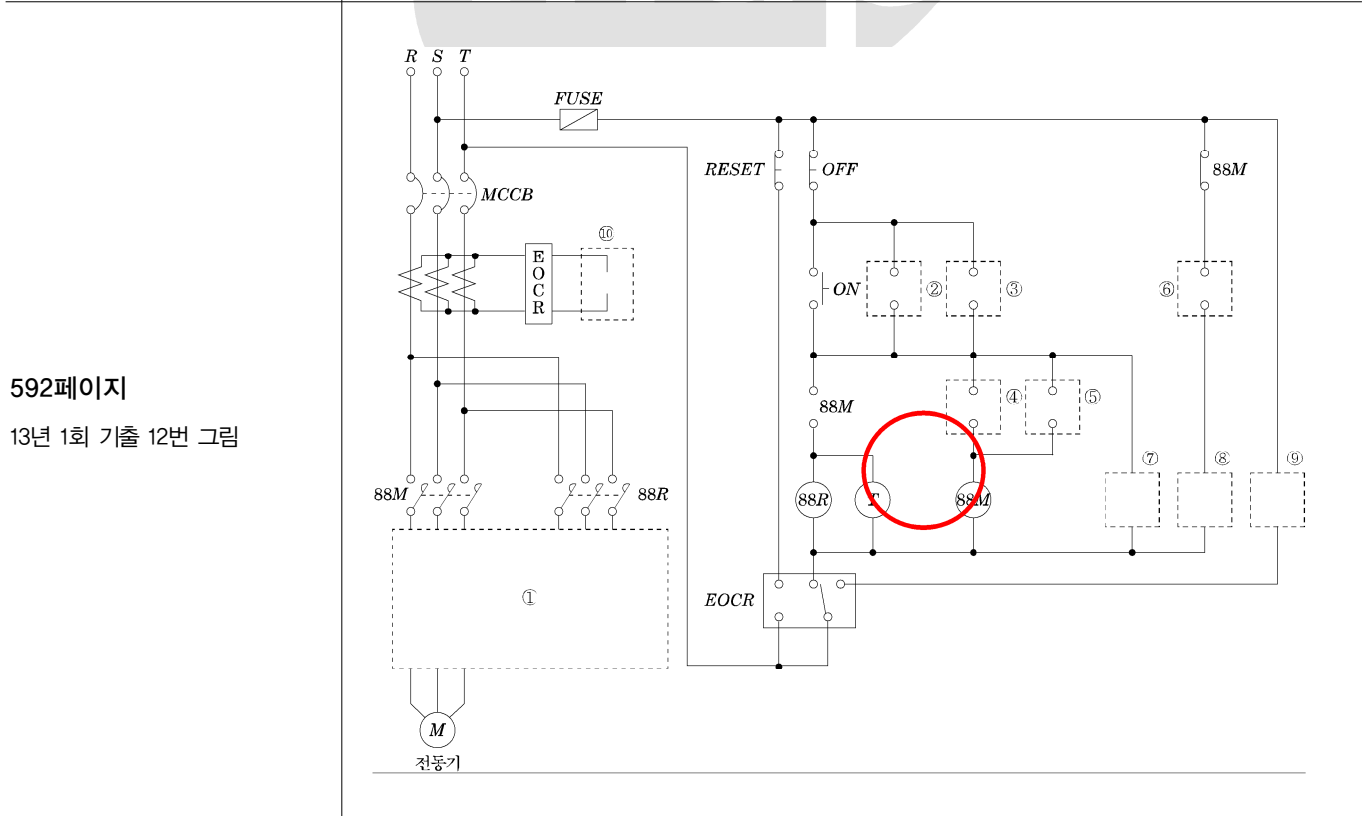 592페이지
13년 1회 기출 12번 그림
R S T
FUSE
RESET
OFF
88M
MCCB
⑩
EOCR
ON
②
③
⑥
88M
④
⑤
⑦
⑧
⑨
88M
88R
88R
T
88M
①
EOCR
M
전동기